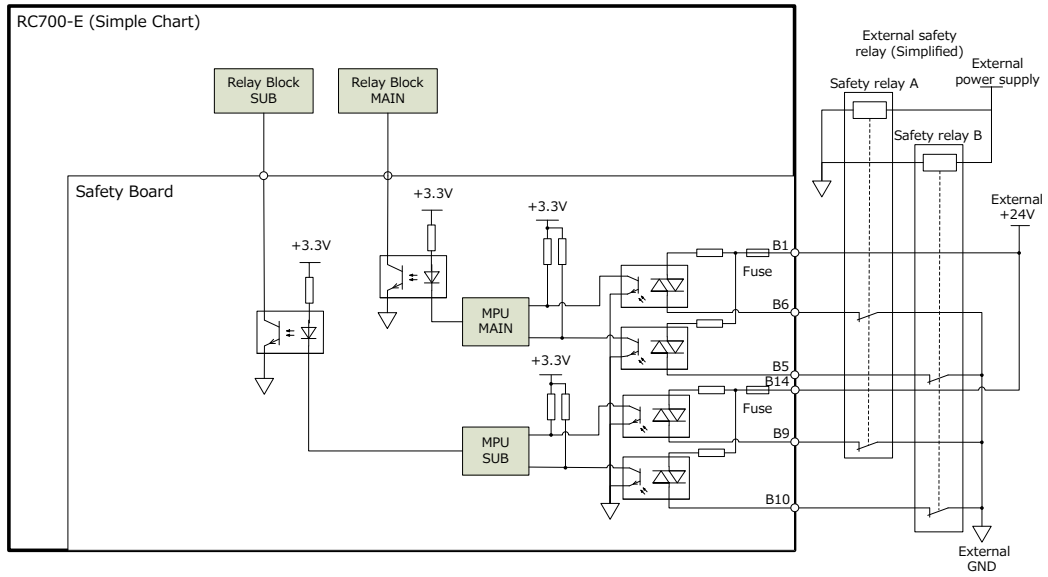 RC700-E (Simple Chart)
External safety
relay (Simplified)
External
power supply
Relay Block
SUB
Relay Block
MAIN
Safety relay A
Safety relay B
Safety Board
+3.3V
+3.3V
+3.3V
External
+24V
B1
Fuse
B6
MPU
MAIN
+3.3V
B5
B14
Fuse
B9
MPU
SUB
B10
External
GND